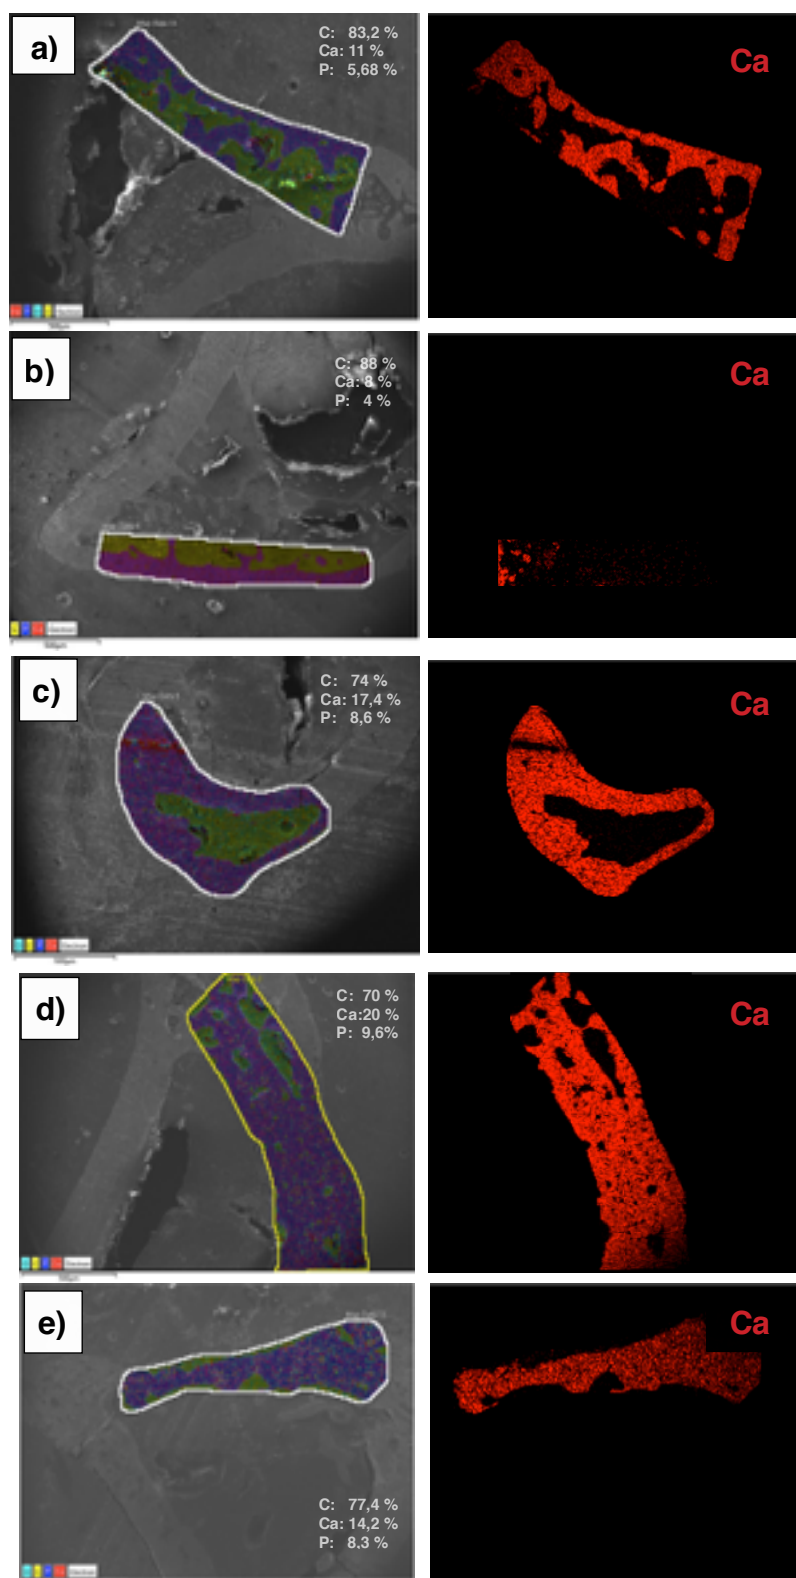 a)
C: 83,2 %
Ca: 11 %
P: 5,68 %
Ca
b)
C: 88 %
Ca: 8 %
P: 4 %
Ca
c)
C: 74 %
Ca: 17,4 %
P: 8,6 %
Ca
d)
C: 70 %
Ca:20 %
P: 9,6%
Ca
e)
Ca
C: 77,4 %
Ca: 14,2 %
P: 8,3 %